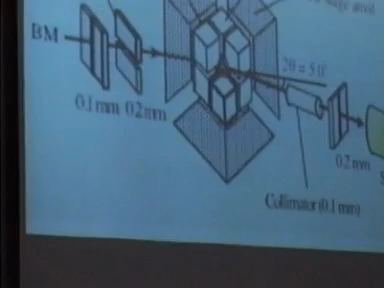 BM
2θ = 5.0°
0.1 mm 0.2 mm
0.2 mm
Collimator (0.1 mm)